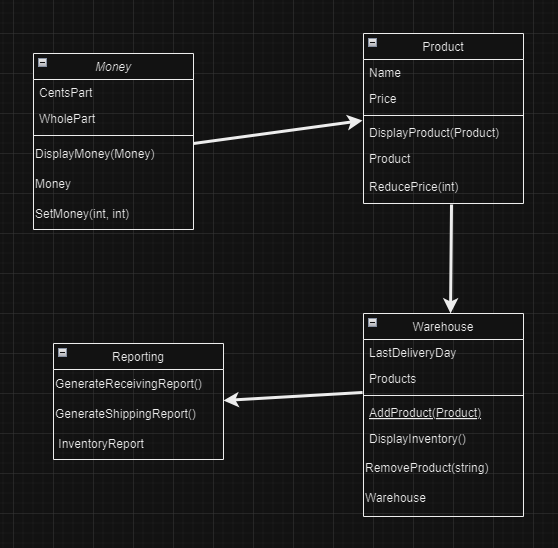 Money
CentsPart
WholePart
DisplayMoney(Money)
Money
SetMoney(int, int)
Product
Name
Price
DisplayProduct(Product)
Product
ReducePrice(int)
Warehouse
LastDeliveryDay
Products
AddProduct(Product)
DisplayInventory()
RemoveProduct(string)
Warehouse
Reporting
GenerateReceivingReport()
GenerateShippingReport()
InventoryReport